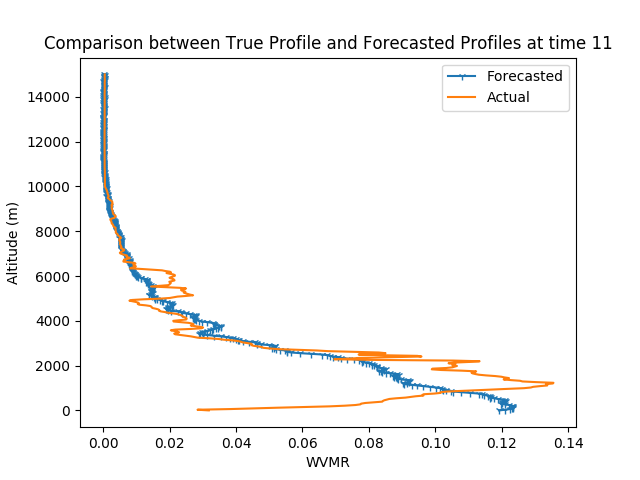 Comparison between True Profile and Forecasted Profiles at time 11
Forecasted
Actual
14000
12000
10000
8000
6000
4000
2000
0
Altitude (m)
0.00 0.02 0.04 0.06 0.08 0.10 0.12 0.14
WVMR